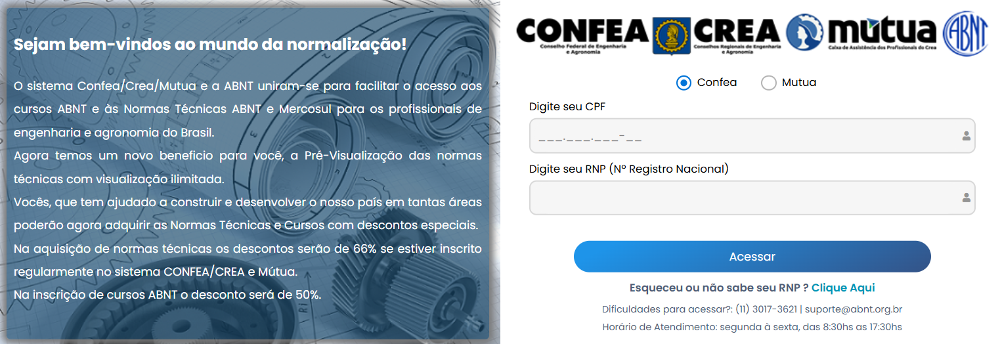 Sejam bem-vindos ao mundo da normalização!
O sistema Confea/Crea/Mutua e a ABNT uniram-se para facilitar o acesso aos
cursos ABNT e às Normas Técnicas ABNT e Mercosul para os profissionais de
engenharia e agronomia do Brasil.
Agora temos um novo beneficio para você, a Pré-Visualização das normas
técnicas com visualização ilimitada.
Vocês, que tem ajudado a construir e desenvolver o nosso país em tantas áreas
poderão agora adquirir as Normas Técnicas e Cursos com descontos especiais.
Na aquisição de normas técnicas os descontos serão de 66% se estiver inscrito
regularmente no sistema CONFEA/CREA e Mútua.
Na inscrição de cursos ABNT o desconto será de 50%.
CONFEA
Conselho Federal de Engenharia
e Agronomia
CREA
Conselhos Regionais de Engenharia
e Agronomia
mútua
Caixa de Assistência dos Profissionais do Crea
ABNT
Confea Mutua
Digite seu CPF
___.___.___-__
Digite seu RNP (Nº Registro Nacional)
Acessar
Esqueceu ou não sabe seu RNP ? Clique Aqui
Dificuldades para acessar?: (11) 3017-3621 | suporte@abnt.org.br
Horário de Atendimento: segunda à sexta, das 8:30hs as 17:30hs